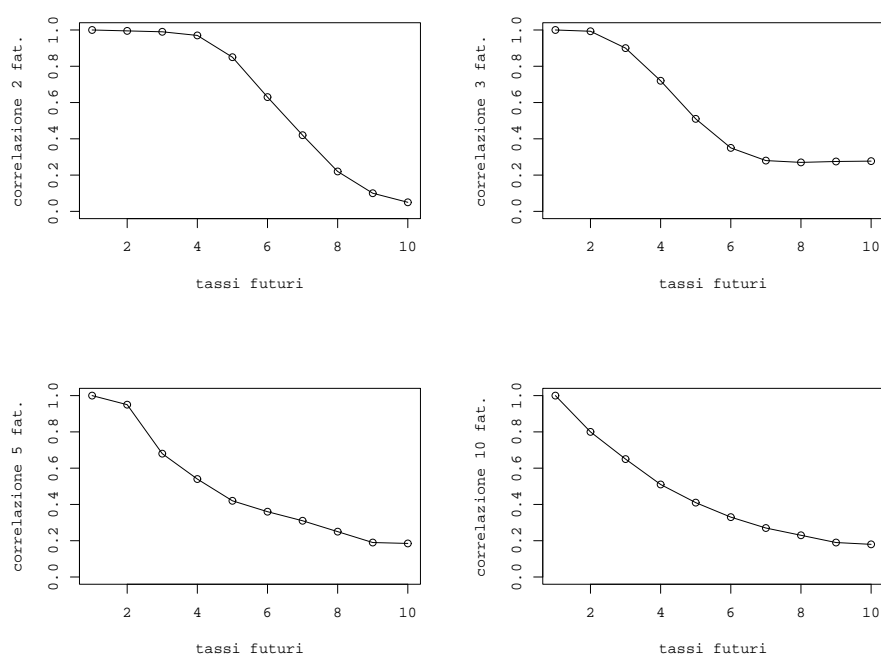 correlazione 2 fat.
0.0 0.2 0.4 0.6 0.8 1.0
2 4 6 8 10
tassi futuri
correlazione 3 fat.
0.0 0.2 0.4 0.6 0.8 1.0
2 4 6 8 10
tassi futuri
correlazione 5 fat.
0.0 0.2 0.4 0.6 0.8 1.0
2 4 6 8 10
tassi futuri
correlazione 10 fat.
0.0 0.2 0.4 0.6 0.8 1.0
2 4 6 8 10
tassi futuri